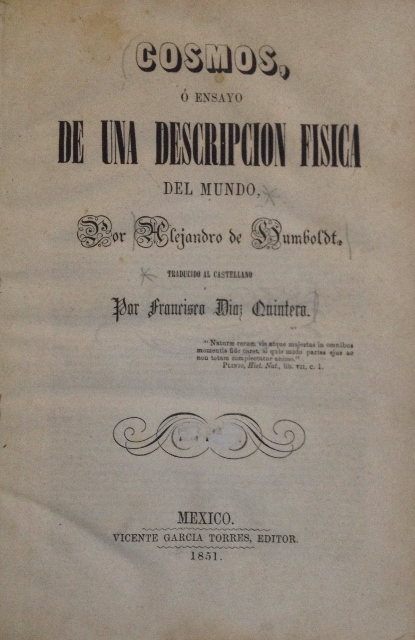 COSMOS,
Ó ENSAYO
DE UNA DESCRIPCION FISICA
DEL MUNDO,
Por Alejandro de Humboldt.
TRADUCIDO AL CASTELLANO
Por Francisco Diaz Quintero.
"Naturæ rerum vis atque majestas in omnibus
momentis fide caret, si quis modo partes ejus ac
non totam complectatur animo."
PLINIO, Hist. Nat., lib. VII, c. 1.
MEXICO.
VICENTE GARCIA TORRES, EDITOR.
1851.